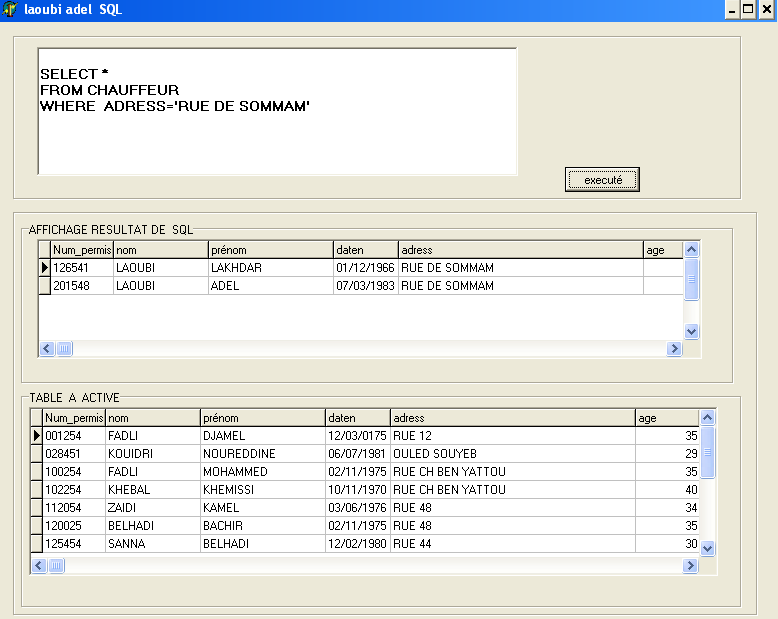 laoubi adel SQL
SELECT *
FROM CHAUFFEUR
WHERE ADRESS='RUE DE SOMMAM'
executé
AFFICHAGE RESULTAT DE SQL
Num_permis nom prénom daten adress age
126541 LAOUBI LAKHDAR 01/12/1966 RUE DE SOMMAM
201548 LAOUBI ADEL 07/03/1983 RUE DE SOMMAM
TABLE A ACTIVE
Num_permis nom prénom daten adress age
001254 FADLI DJAMEL 12/03/0175 RUE 12 35
028451 KOUIDRI NOUREDDINE 06/07/1981 OULED SOUYEB 29
100254 FADLI MOHAMMED 02/11/1975 RUE CH BEN YATTOU 35
102254 KHEBAL KHEMISSI 10/11/1970 RUE CH BEN YATTOU 40
112054 ZAIDI KAMEL 03/06/1976 RUE 48 34
120025 BELHADI BACHIR 02/11/1975 RUE 48 35
125454 SANNA BELHADI 12/02/1980 RUE 44 30